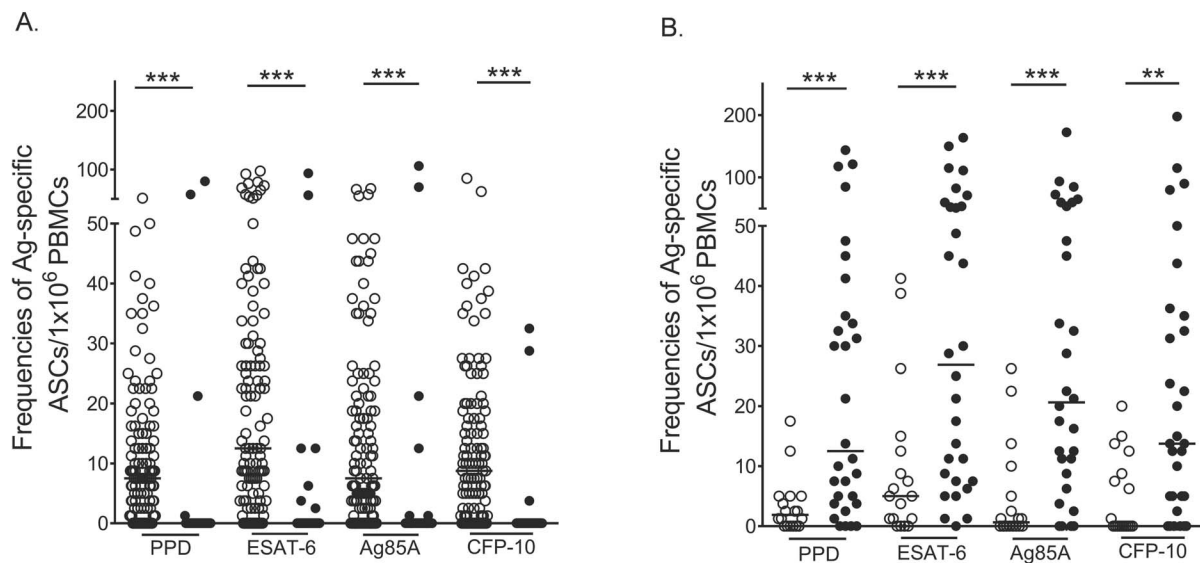 A.
*** *** *** ***
Frequencies of Ag-specific
ASCs/1x10⁶ PBMCs
200
100
50
40
30
20
10
0
PPD ESAT-6 Ag85A CFP-10
B.
*** *** *** **
Frequencies of Ag-specific
ASCs/1x10⁶ PBMCs
200
100
50
40
30
20
10
0
PPD ESAT-6 Ag85A CFP-10